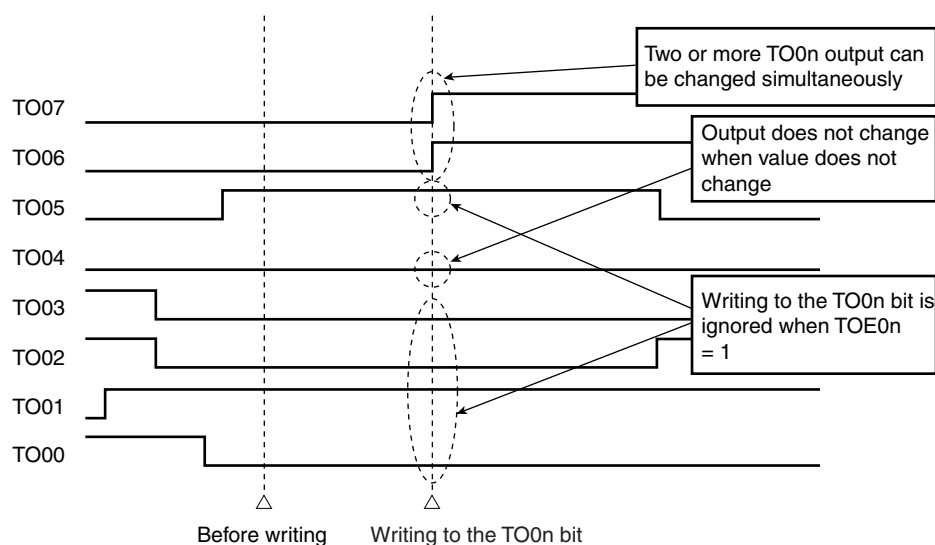 Two or more TO0n output can
be changed simultaneously
TO07
Output does not change
when value does not
change
TO06
TO05
TO04
Writing to the TO0n bit is
ignored when TOE0n
= 1
TO03
TO02
TO01
TO00
Before writing
Writing to the TO0n bit